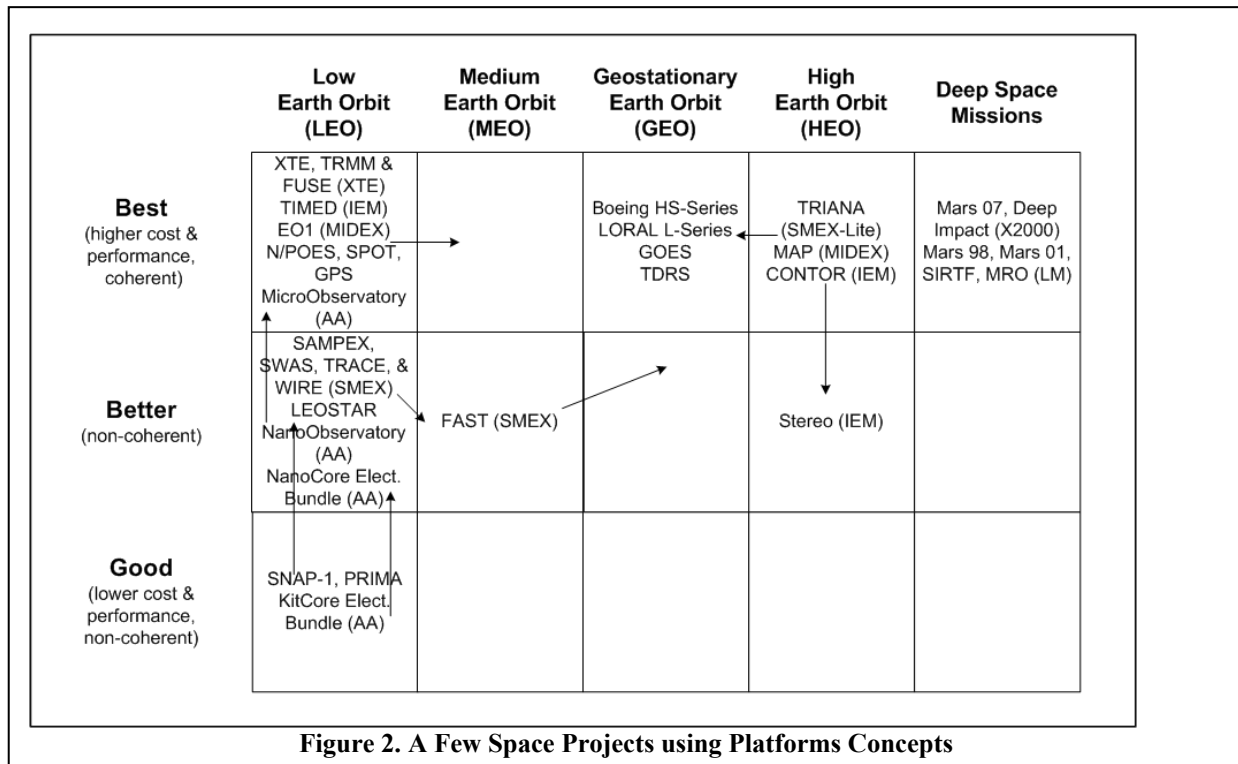 Low
Earth Orbit
(LEO)
Medium
Earth Orbit
(MEO)
Geostationary
Earth Orbit
(GEO)
High
Earth Orbit
(HEO)
Deep Space
Missions
Best
(higher cost &
performance,
coherent)
XTE, TRMM &
FUSE (XTE)
TIMED (IEM)
EO1 (MIDEX)
N/POES, SPOT,
GPS
MicroObservatory
(AA)
Boeing HS-Series
LORAL L-Series
GOES
TDRS
TRIANA
(SMEX-Lite)
MAP (MIDEX)
CONTOR (IEM)
Mars 07, Deep
Impact (X2000)
Mars 98, Mars 01,
SIRTF, MRO (LM)
Better
(non-coherent)
SAMPEX,
SWAS, TRACE, &
WIRE (SMEX)
LEOSTAR
NanoObservatory
(AA)
NanoCore Elect.
Bundle (AA)
FAST (SMEX)
Stereo (IEM)
Good
(lower cost &
performance,
non-coherent)
SNAP-1, PRIMA
KitCore Elect.
Bundle (AA)
Figure 2. A Few Space Projects using Platforms Concepts